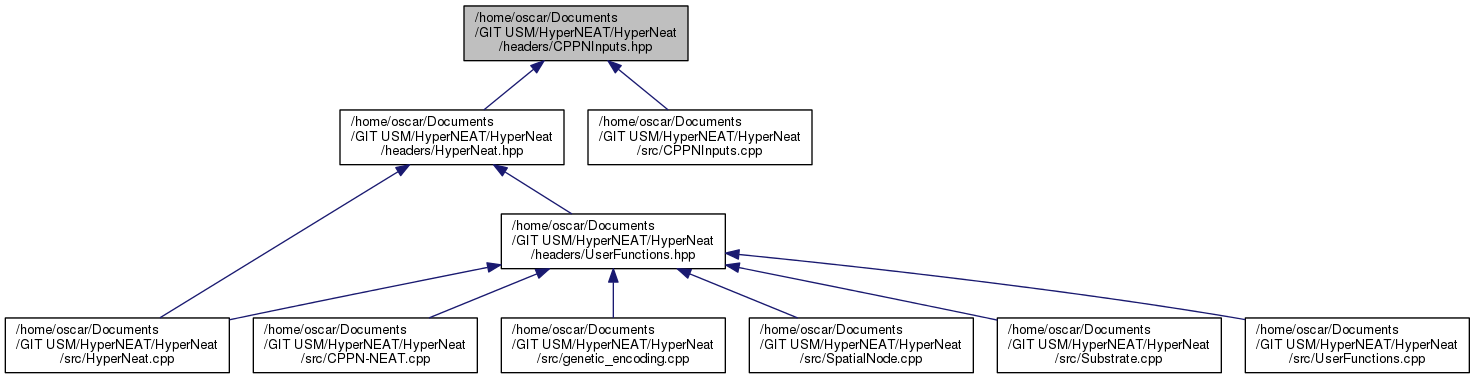 /home/oscar/Documents
/GIT USM/HyperNEAT/HyperNeat
/headers/CPPNInputs.hpp
/home/oscar/Documents
/GIT USM/HyperNEAT/HyperNeat
/headers/HyperNeat.hpp
/home/oscar/Documents
/GIT USM/HyperNEAT/HyperNeat
/src/CPPNInputs.cpp
/home/oscar/Documents
/GIT USM/HyperNEAT/HyperNeat
/headers/UserFunctions.hpp
/home/oscar/Documents
/GIT USM/HyperNEAT/HyperNeat
/src/HyperNeat.cpp
/home/oscar/Documents
/GIT USM/HyperNEAT/HyperNeat
/src/CPPN-NEAT.cpp
/home/oscar/Documents
/GIT USM/HyperNEAT/HyperNeat
/src/genetic_encoding.cpp
/home/oscar/Documents
/GIT USM/HyperNEAT/HyperNeat
/src/SpatialNode.cpp
/home/oscar/Documents
/GIT USM/HyperNEAT/HyperNeat
/src/Substrate.cpp
/home/oscar/Documents
/GIT USM/HyperNEAT/HyperNeat
/src/UserFunctions.cpp